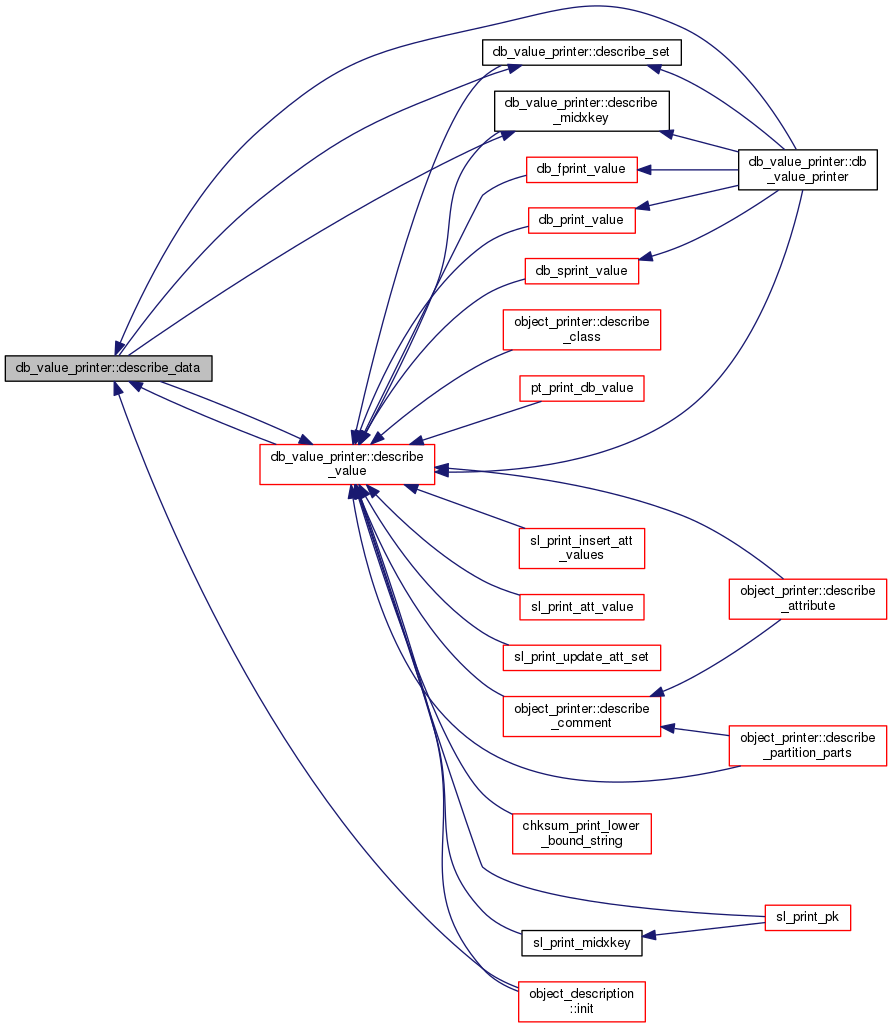 db_value_printer::describe_set
db_value_printer::describe
_midxkey
db_value_printer::db
_value_printer
db_fprint_value
db_print_value
db_sprint_value
object_printer::describe
_class
db_value_printer::describe_data
pt_print_db_value
db_value_printer::describe
_value
sl_print_insert_att
_values
sl_print_att_value
object_printer::describe
_attribute
sl_print_update_att_set
object_printer::describe
_comment
object_printer::describe
_partition_parts
chksum_print_lower
_bound_string
sl_print_pk
sl_print_midxkey
object_description
::init